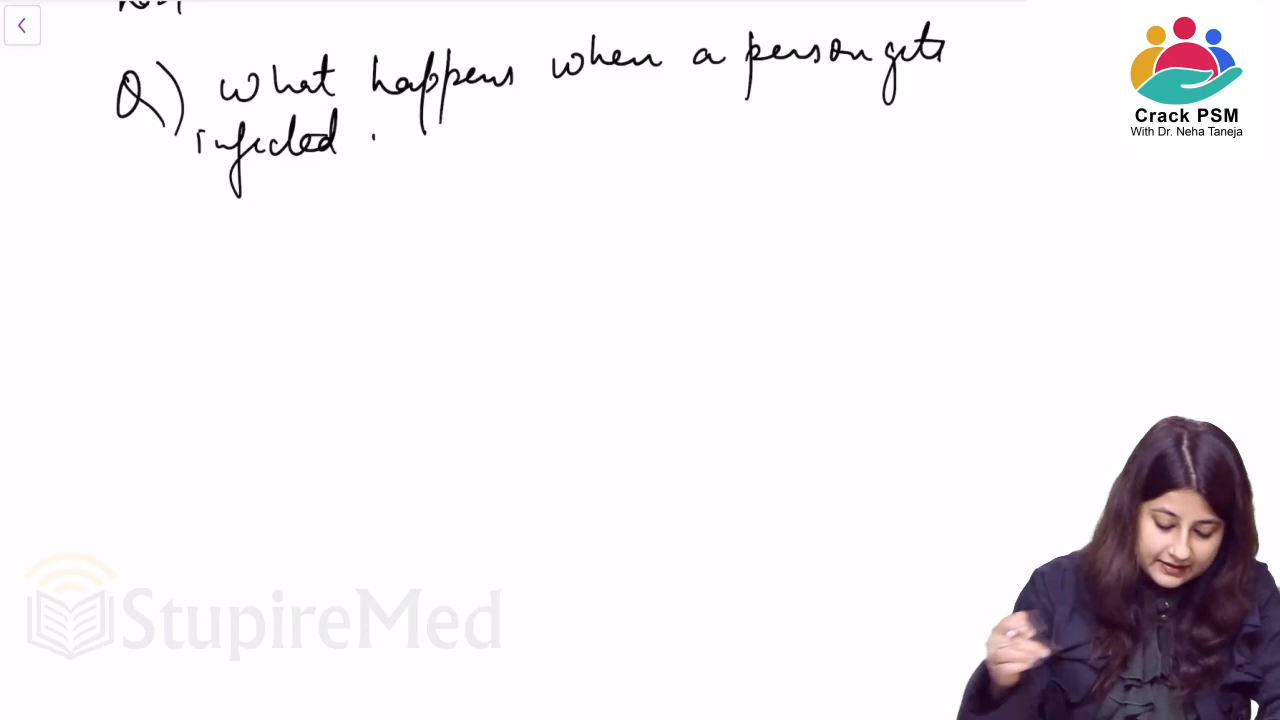 Q) What happens when a person gets
infected.
Crack PSM
With Dr. Neha Taneja
StupireMed